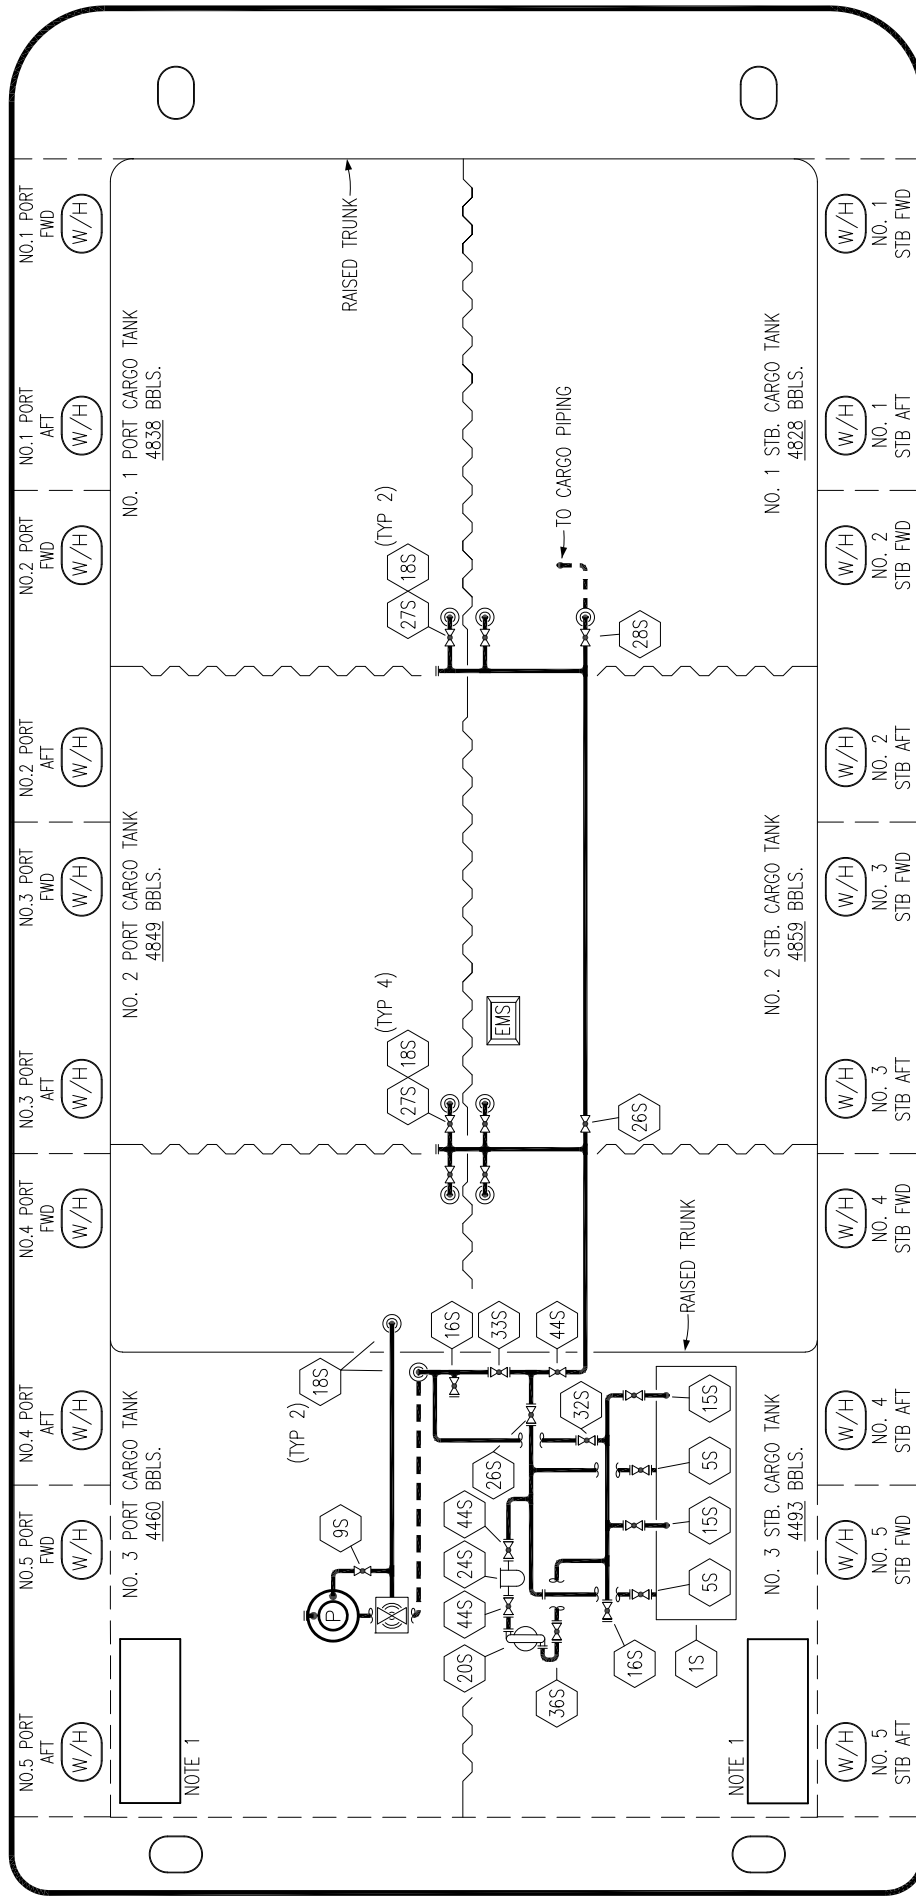 NO.1 PORT
FWD
W/H
NO.1 PORT
AFT
W/H
NO.2 PORT
FWD
W/H
NO.2 PORT
AFT
W/H
NO.3 PORT
FWD
W/H
NO.3 PORT
AFT
W/H
NO.4 PORT
FWD
W/H
NO.4 PORT
AFT
W/H
NO.5 PORT
FWD
W/H
NO.5 PORT
AFT
W/H
NO. 1 PORT CARGO TANK
4838 BBLS.
NO. 2 PORT CARGO TANK
4849 BBLS.
NO. 3 PORT CARGO TANK
4460 BBLS.
NOTE 1
RAISED TRUNK
(TYP 2)
27S
18S
(TYP 4)
27S
18S
(TYP 2)
18S
9S
P
EMS
TO CARGO PIPING
28S
26S
16S
33S
44S
32S
26S
44S
24S
44S
20S
36S
16S
1S
15S
5S
15S
5S
RAISED TRUNK
NO. 1 STB. CARGO TANK
4828 BBLS.
NO. 2 STB. CARGO TANK
4859 BBLS.
NO. 3 STB. CARGO TANK
4493 BBLS.
NOTE 1
W/H
NO. 1
STB FWD
W/H
NO. 1
STB AFT
W/H
NO. 2
STB FWD
W/H
NO. 2
STB AFT
W/H
NO. 3
STB FWD
W/H
NO. 3
STB AFT
W/H
NO. 4
STB FWD
W/H
NO. 4
STB AFT
W/H
NO. 5
STB FWD
W/H
NO. 5
STB AFT